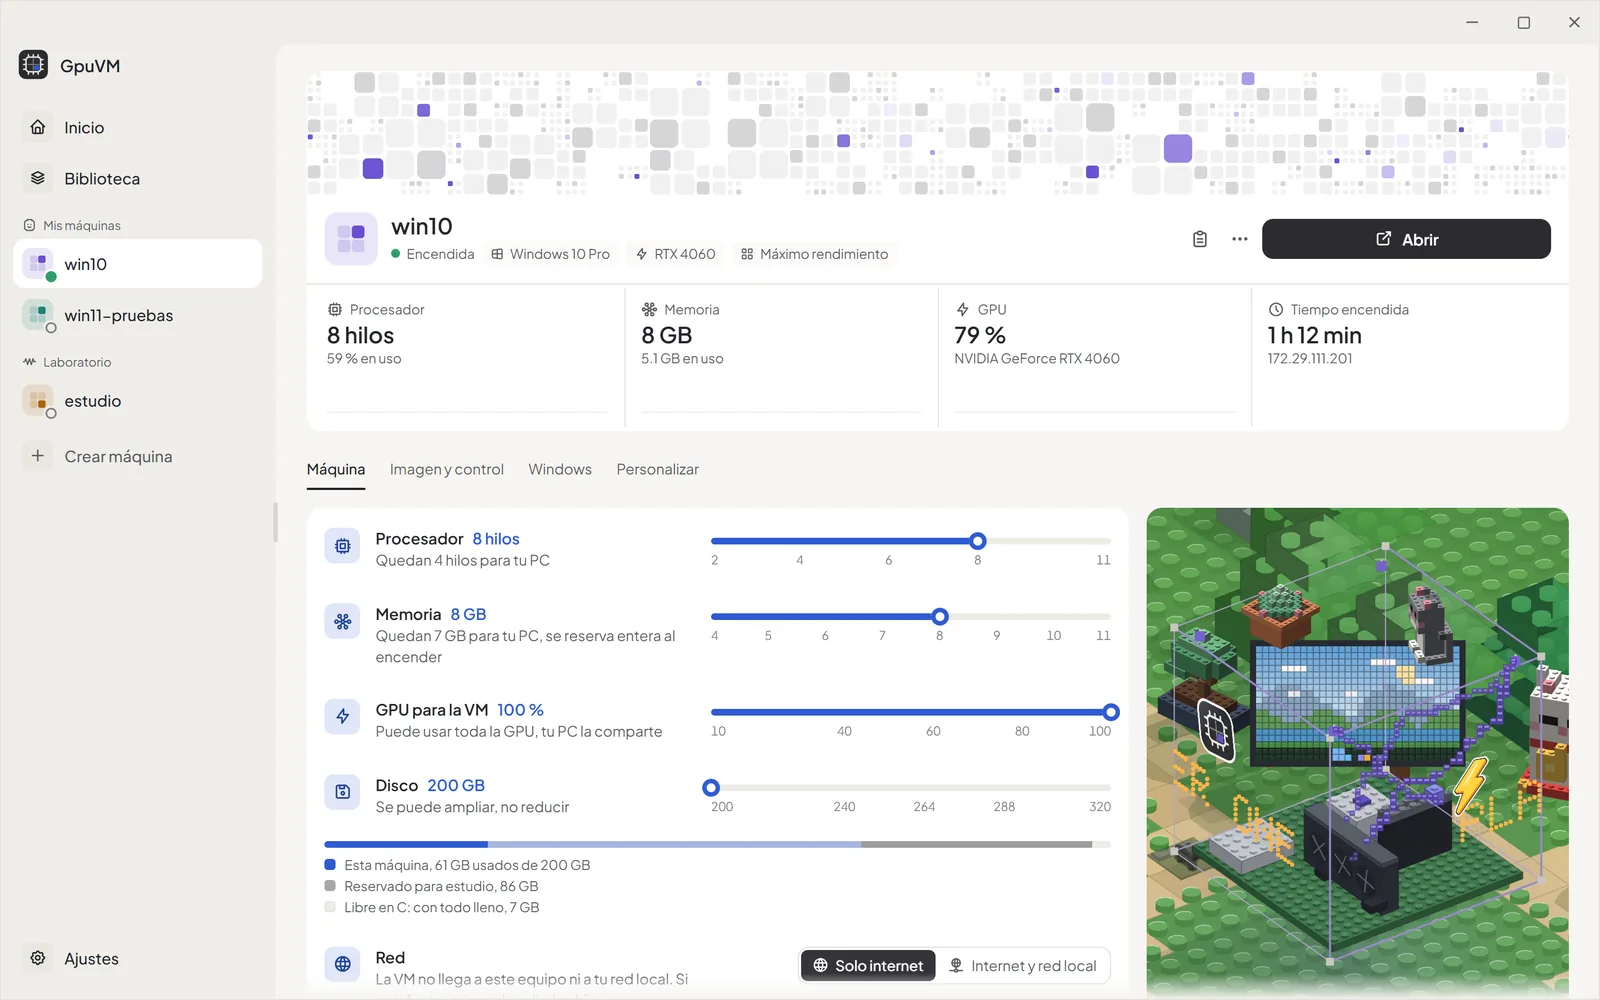 GpuVM
Inicio
Biblioteca
Mis máquinas
win10
win11-pruebas
Laboratorio
estudio
Crear máquina
Ajustes
win10
Encendida
Windows 10 Pro
RTX 4060
Máximo rendimiento
Abrir
Procesador
8 hilos
59 % en uso
Memoria
8 GB
5.1 GB en uso
GPU
79 %
NVIDIA GeForce RTX 4060
Tiempo encendida
1 h 12 min
172.29.111.201
Máquina
Imagen y control
Windows
Personalizar
Procesador 8 hilos
Quedan 4 hilos para tu PC
2 4 6 8 11
Memoria 8 GB
Quedan 7 GB para tu PC, se reserva entera al
encender
4 5 6 7 8 9 10 11
GPU para la VM 100 %
Puede usar toda la GPU, tu PC la comparte
10 40 60 80 100
Disco 200 GB
Se puede ampliar, no reducir
200 240 264 288 320
Esta máquina, 61 GB usados de 200 GB
Reservado para estudio, 86 GB
Libre en C: con todo lleno, 7 GB
Red
La VM no llega a este equipo ni a tu red local. Si
Solo internet
Internet y red local